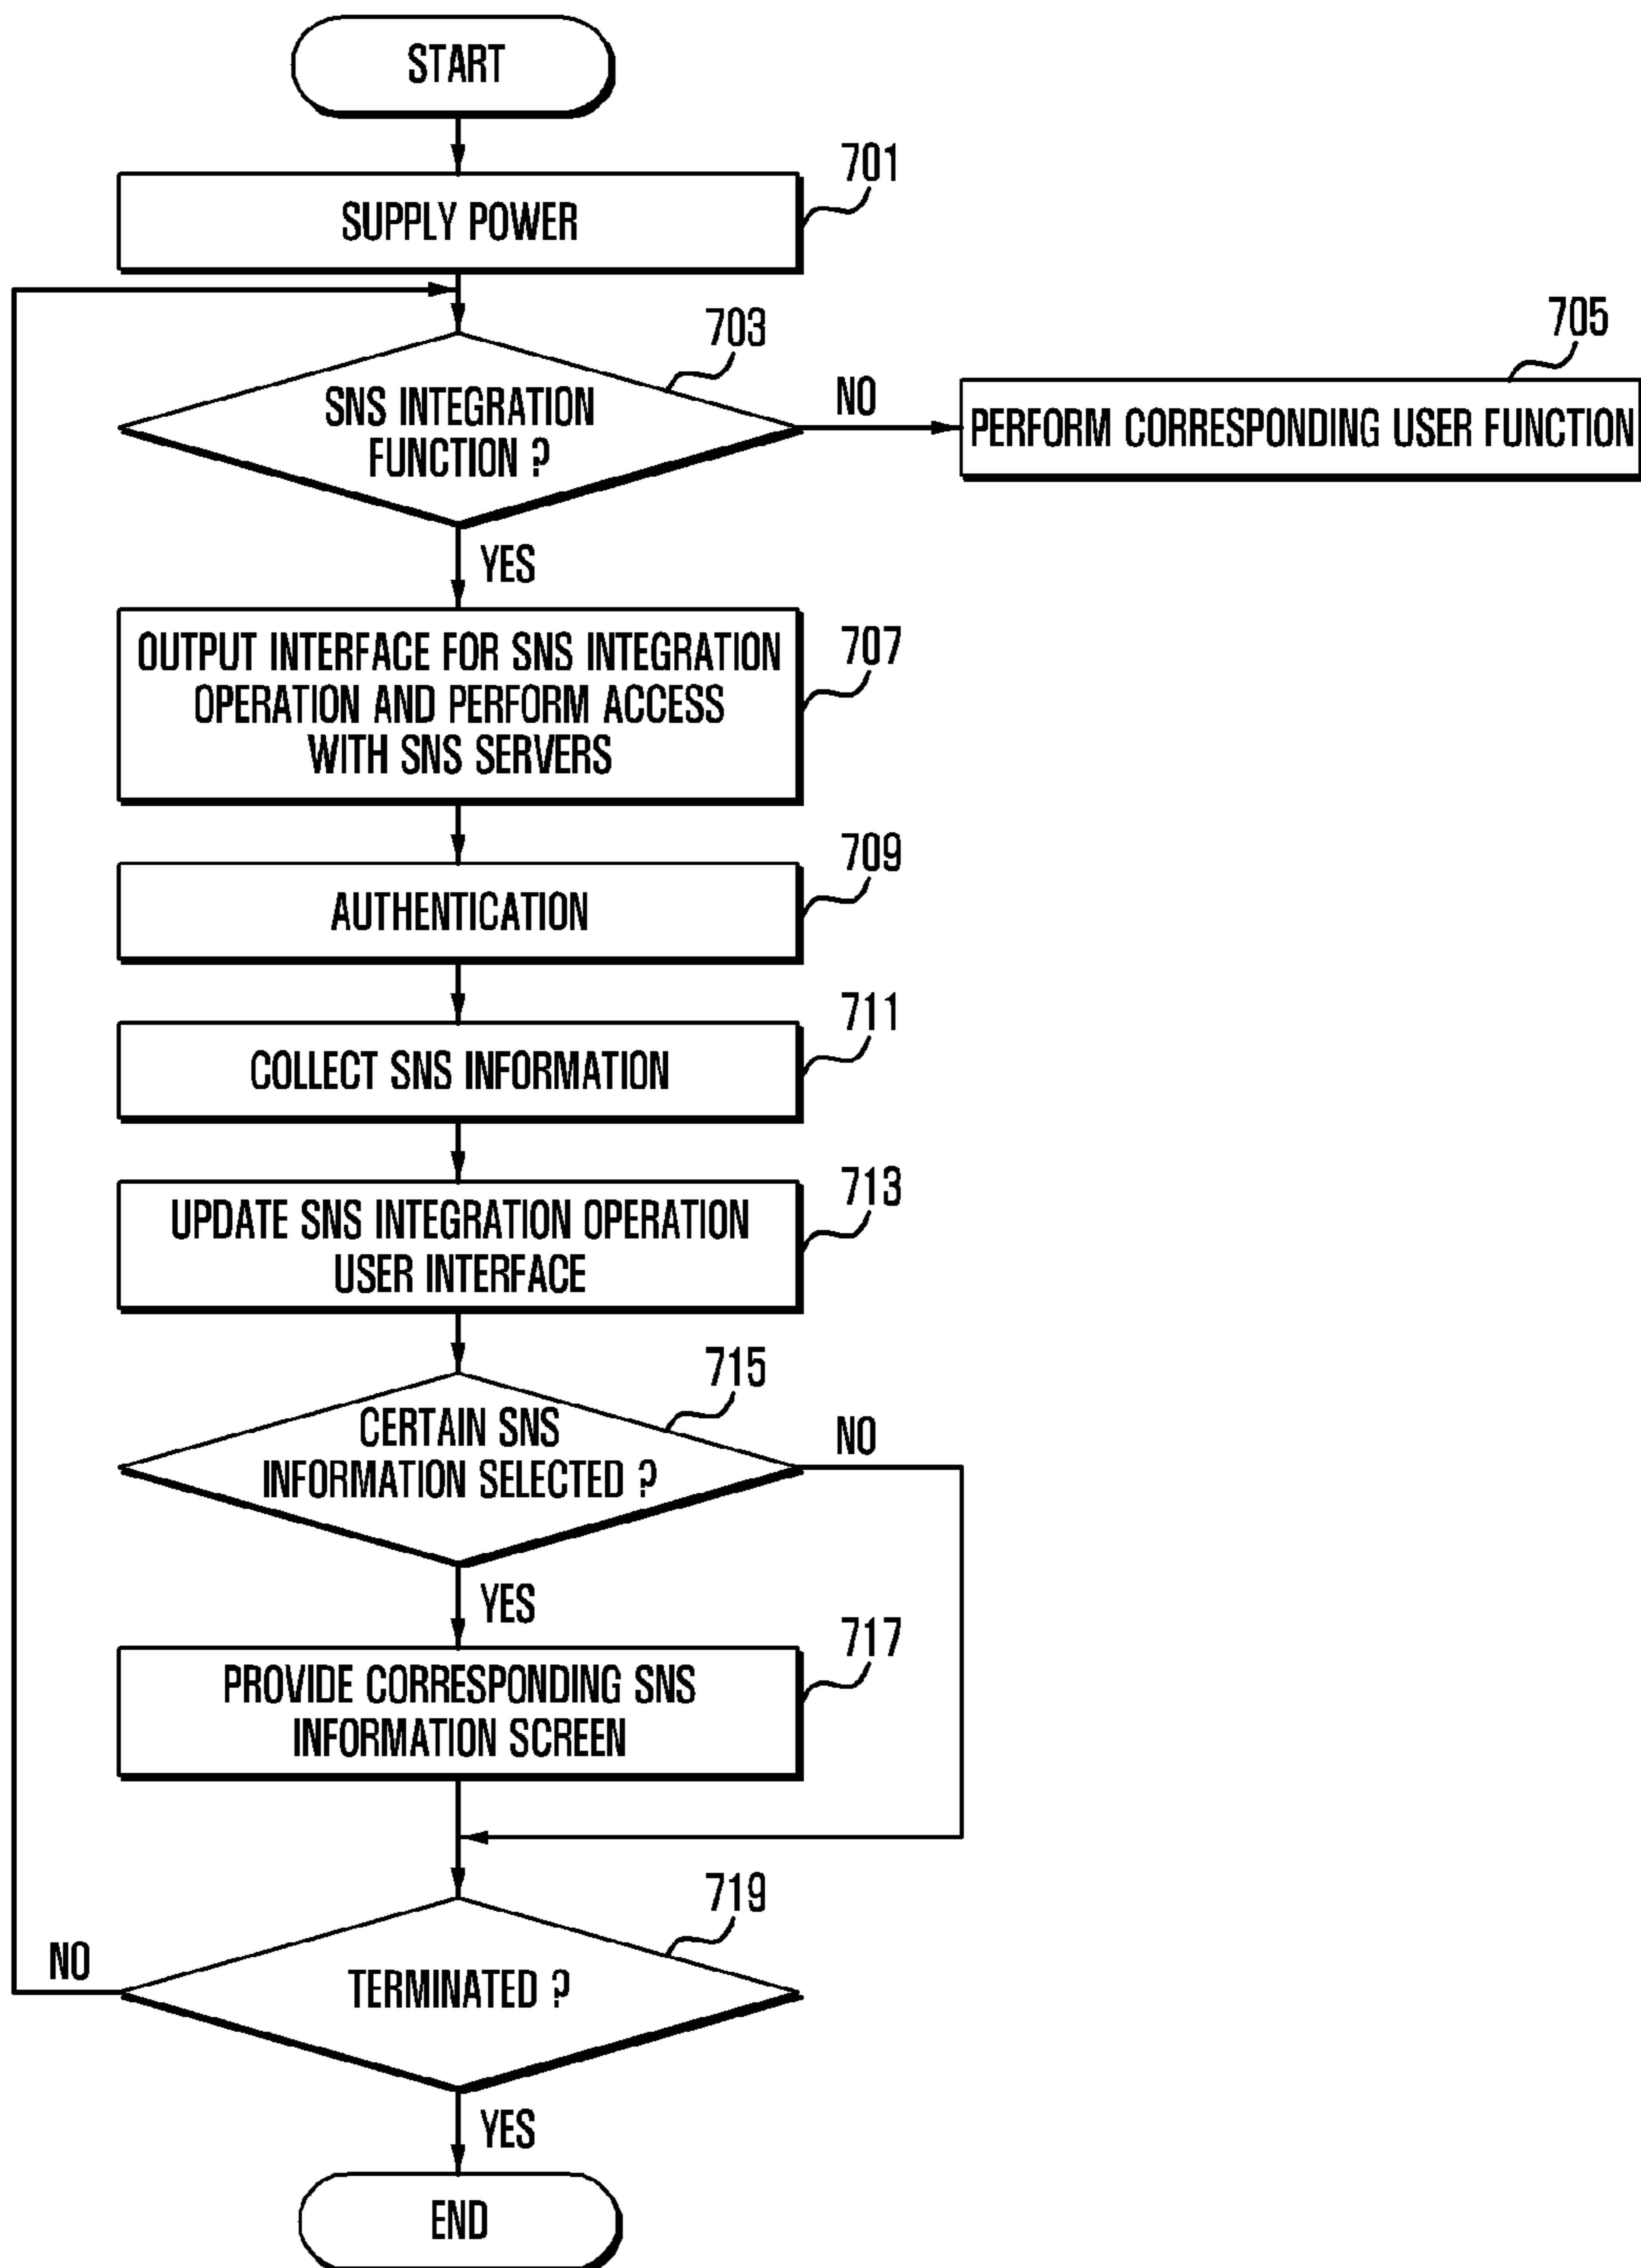 START
701
SUPPLY POWER
703
705
SNS INTEGRATION
FUNCTION ?
NO
PERFORM CORRESPONDING USER FUNCTION
YES
707
OUTPUT INTERFACE FOR SNS INTEGRATION
OPERATION AND PERFORM ACCESS
WITH SNS SERVERS
709
AUTHENTICATION
711
COLLECT SNS INFORMATION
713
UPDATE SNS INTEGRATION OPERATION
USER INTERFACE
715
CERTAIN SNS
INFORMATION SELECTED ?
NO
YES
717
PROVIDE CORRESPONDING SNS
INFORMATION SCREEN
719
NO
TERMINATED ?
YES
END